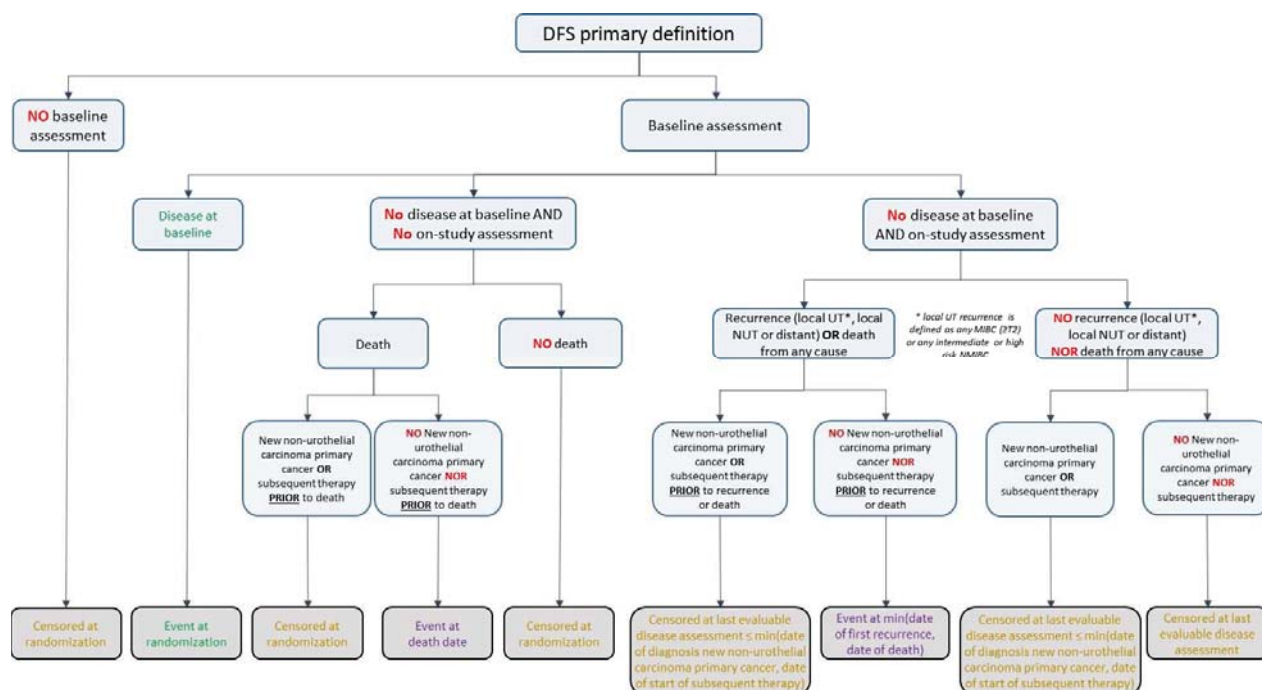 DFS primary definition
NO baseline
assessment
Baseline assessment
Disease at
baseline
No disease at baseline AND
No on-study assessment
No disease at baseline
AND on-study assessment
Death
NO death
Recurrence (local UT*, local
NUT or distant) OR death
from any cause
* local UT recurrence is
defined as any MIBC (≥T2)
or any intermediate or high
risk NMIBC
NO recurrence (local UT*,
local NUT or distant)
NOR death from any cause
New non-urothelial
carcinoma primary
cancer OR
subsequent therapy
PRIOR to death
NO New non-
urothelial
carcinoma primary
cancer NOR
subsequent therapy
PRIOR to death
New non-urothelial
carcinoma primary
cancer OR
subsequent therapy
PRIOR to recurrence
or death
NO New non-urothelial
carcinoma primary
cancer NOR
subsequent therapy
PRIOR to recurrence
or death
New non-urothelial
carcinoma primary
cancer OR
subsequent therapy
NO New non-
urothelial carcinoma
primary cancer NOR
subsequent therapy
Censored at
randomization
Event at
randomization
Censored at
randomization
Event at
death date
Censored at
randomization
Censored at last evaluable
disease assessment ≤ min(date
of diagnosis new non-urothelial
carcinoma primary cancer, date
of start of subsequent therapy)
Event at min(date
of first recurrence,
date of death)
Censored at last evaluable
disease assessment ≤ min(date
of diagnosis new non-urothelial
carcinoma primary cancer, date
of start of subsequent therapy)
Censored at last
evaluable disease
assessment